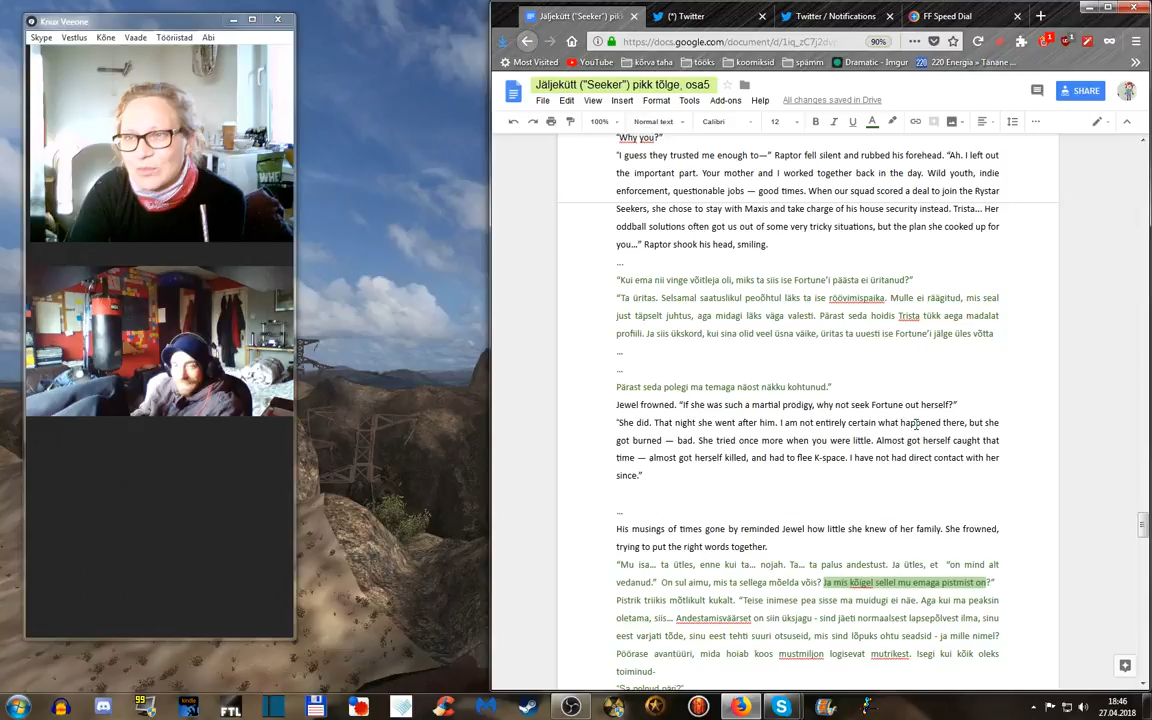 Knux Veeone
Skype Vestlus Kõne Vaade Tööriistad Abi
Jäljekütt ("Seeker") pikk
(*) Twitter
Twitter / Notifications
FF Speed Dial
https://docs.google.com/document/d/1iq_zC7j2dvp
90%
Most Visited YouTube kõrva taha tööks koomiksid spämm Dramatic - Imgur 220 Energia » Tänane
Jäljekütt ("Seeker") pikk tõlge, osa5
SHARE
File Edit View Insert Format Tools Add-ons Help All changes saved in Drive
100% Normal text Calibri 12 B I U A
"Why you?"
"I guess they trusted me enough to—" Raptor fell silent and rubbed his forehead. "Ah. I left out
the important part. Your mother and I worked together back in the day. Wild youth, indie
enforcement, questionable jobs — good times. When our squad scored a deal to join the Rystar
Seekers, she chose to stay with Maxis and take charge of his house security instead. Trista... Her
oddball solutions often got us out of some very tricky situations, but the plan she cooked up for
you..." Raptor shook his head, smiling.
...
"Kui ema nii vinge võitleja oli, miks ta siis ise Fortune'i päästa ei üritanud?"
"Ta üritas. Selsamal saatuslikul peoõhtul läks ta ise röövimispaika. Mulle ei räägitud, mis seal
just täpselt juhtus, aga midagi läks väga valesti. Pärast seda hoidis Trista tükk aega madalat
profiili. Ja siis ükskord, kui sina olid veel üsna väike, üritas ta uuesti ise Fortune'i jälge üles võtta
...
...
Pärast seda polegi ma temaga näost näkku kohtunud."
Jewel frowned. "If she was such a martial prodigy, why not seek Fortune out herself?"
"She did. That night she went after him. I am not entirely certain what happened there, but she
got burned — bad. She tried once more when you were little. Almost got herself caught that
time — almost got herself killed, and had to flee K-space. I have not had direct contact with her
since."
...
His musings of times gone by reminded Jewel how little she knew of her family. She frowned,
trying to put the right words together.
"Mu isa... ta ütles, enne kui ta... nojah. Ta... ta palus andestust. Ja ütles, et "on mind alt
vedanud." On sul aimu, mis ta sellega mõelda võis? Ja mis kõigel sellel mu emaga pistmist on?"
Pistrik triikis mõtlikult kukalt. "Teise inimese pea sisse ma muidugi ei näe. Aga kui ma peaksin
oletama, siis... Andestamisväärset on siin üksjagu - sind jäeti normaalsest lapsepõlvest ilma, sinu
eest varjati tõde, sinu eest tehti suuri otsuseid, mis sind lõpuks ohtu seadsid - ja mille nimel?
Pöörase avantüüri, mida hoiab koos mustmiljon logisevat mutrikest. Isegi kui kõik oleks
toiminud-
"Sa polnud päri?"
FTL
18:46
27.04.2018